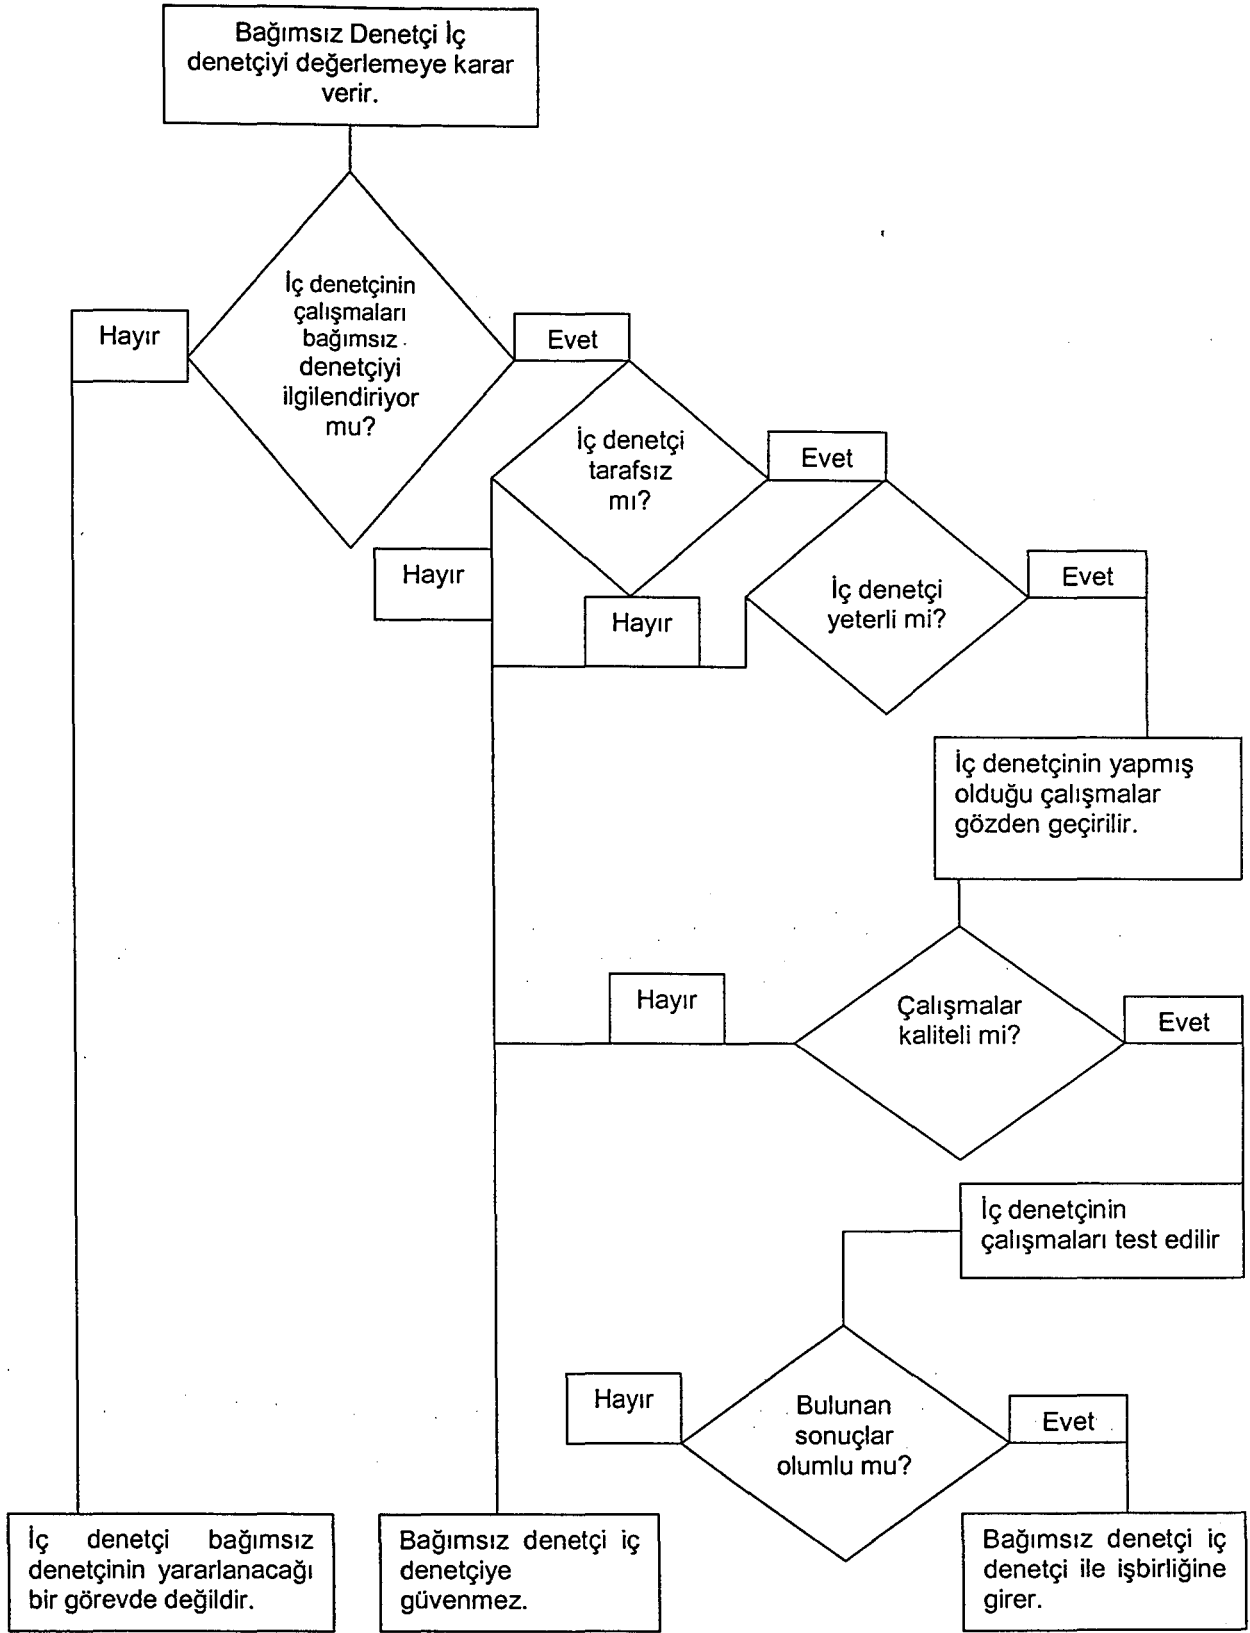 Bağımsız Denetçi İç
denetçiyi değerlemeye karar
verir.
İç denetçinin
çalışmaları
bağımsız
denetçiyi
ilgilendiriyor
mu?
Hayır
Evet
İç denetçi
tarafsız
mı?
Evet
Hayır
Hayır
İç denetçi
yeterli mi?
Evet
İç denetçinin yapmış
olduğu çalışmalar
gözden geçirilir.
Hayır
Çalışmalar
kaliteli mi?
Evet
İç denetçinin
çalışmaları test edilir
Hayır
Bulunan
sonuçlar
olumlu mu?
Evet
İç denetçi bağımsız
denetçinin yararlanacağı
bir görevde değildir.
Bağımsız denetçi iç
denetçiye
güvenmez.
Bağımsız denetçi iç
denetçi ile işbirliğine
girer.